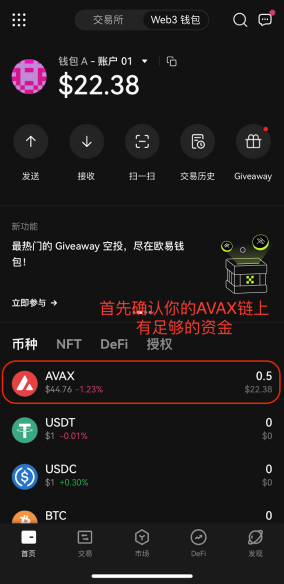 交易所
Web3 钱包
钱包 A - 账户 01
$22.38
发送
接收
扫一扫
交易历史
Giveaway
新功能
最热门的 Giveaway 空投，尽在欧易钱
包！
立即参与
首先确认你的AVAX链上
有足够的资金
币种
NFT
DeFi
授权
AVAX
0.5
$44.76 -1.23%
$22.38
USDT
0
$1 -0.01%
$0
USDC
0
$1 +0.30%
$0
BTC
0
首页
交易
市场
DeFi
发现